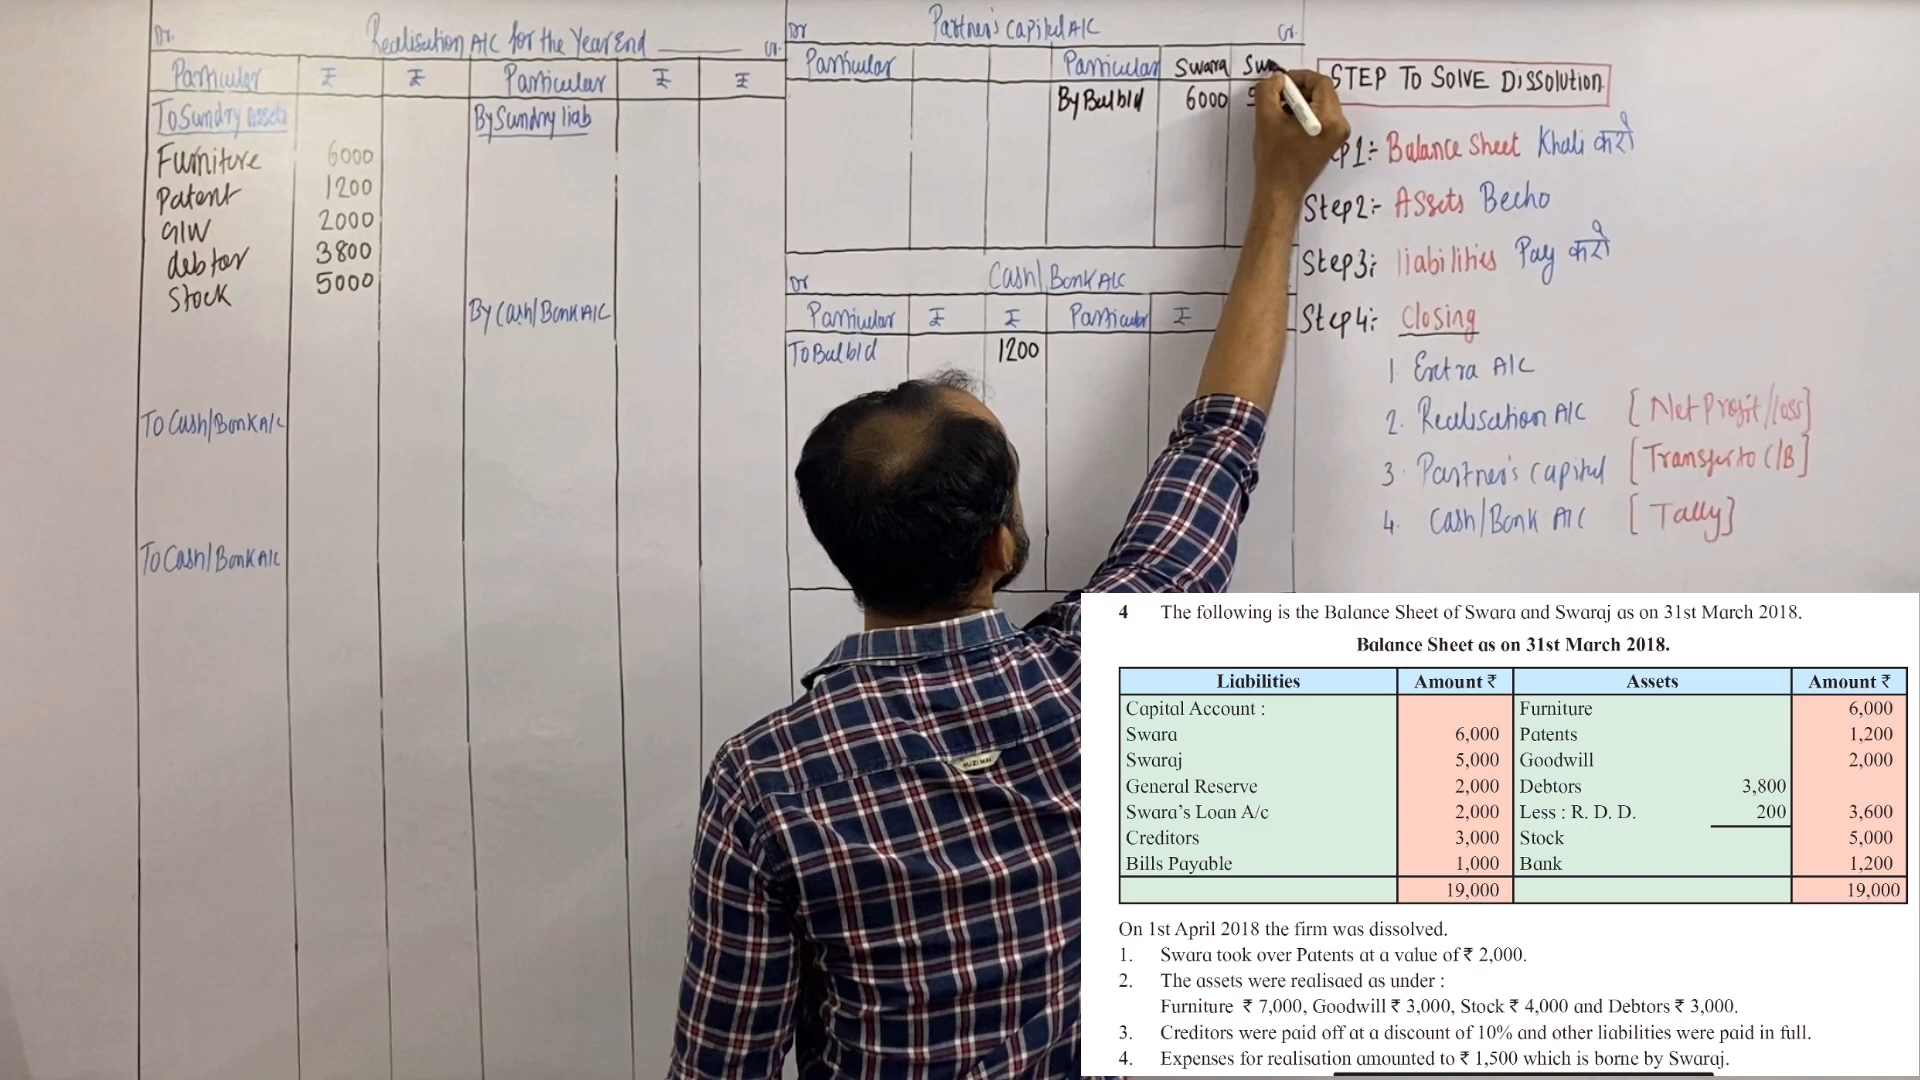 Dr. Realisation A/C for the Year End ______ Cr.
Particular ₹ ₹ Particular ₹ ₹
To Sundry Assets By Sundry liab
Furniture 6000
Patent 1200
G/W 2000
debtor 3800
Stock 5000
By Cash/Bank A/C
To Cash/Bank A/C
To Cash/Bank A/C
Dr Partner's Capital A/C Cr.
Particular Particular Swara
By Bal b/d 6000
Dr Cash/Bank A/C
Particular ₹ ₹ Particular ₹
To Bal b/d 1200
STEP TO SOLVE Dissolution
1:- Balance Sheet Khali करो
Step2:- Assets Becho
Step3:- liabilities Pay करो
Step4:- Closing
1. Extra A/C
2. Realisation A/C [Net Profit/loss]
3. Partner's Capital [Transfer to C/B]
4. Cash/Bank A/C [Tally]
4 The following is the Balance Sheet of Swara and Swaraj as on 31st March 2018.
Balance Sheet as on 31st March 2018.
Liabilities Amount ₹ Assets Amount ₹
Capital Account : Furniture 6,000
Swara 6,000 Patents 1,200
Swaraj 5,000 Goodwill 2,000
General Reserve 2,000 Debtors 3,800
Swara's Loan A/c 2,000 Less : R. D. D. 200 3,600
Creditors 3,000 Stock 5,000
Bills Payable 1,000 Bank 1,200
19,000 19,000
On 1st April 2018 the firm was dissolved.
1. Swara took over Patents at a value of ₹ 2,000.
2. The assets were realisaed as under :
Furniture ₹ 7,000, Goodwill ₹ 3,000, Stock ₹ 4,000 and Debtors ₹ 3,000.
3. Creditors were paid off at a discount of 10% and other liabilities were paid in full.
4. Expenses for realisation amounted to ₹ 1,500 which is borne by Swaraj.